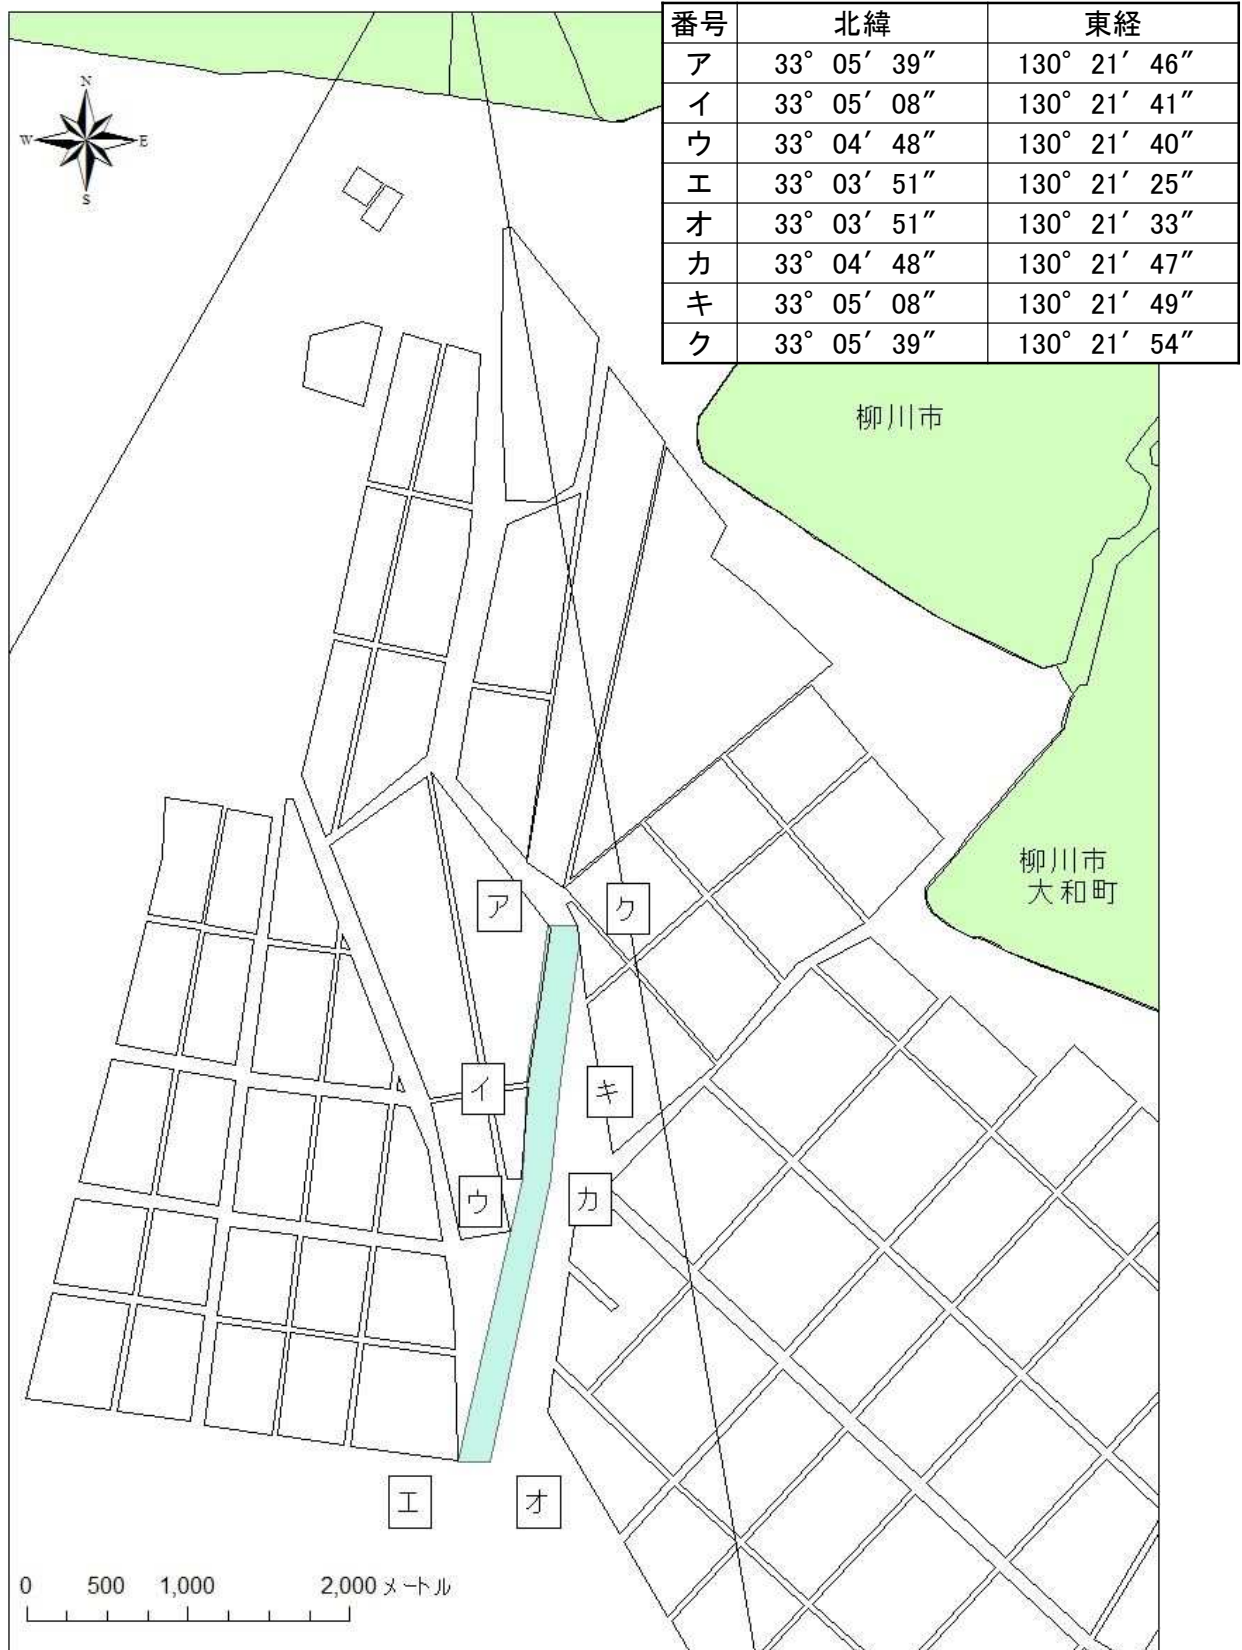 番号 北緯 東経
ア 33° 05′ 39″ 130° 21′ 46″
イ 33° 05′ 08″ 130° 21′ 41″
ウ 33° 04′ 48″ 130° 21′ 40″
エ 33° 03′ 51″ 130° 21′ 25″
オ 33° 03′ 51″ 130° 21′ 33″
カ 33° 04′ 48″ 130° 21′ 47″
キ 33° 05′ 08″ 130° 21′ 49″
ク 33° 05′ 39″ 130° 21′ 54″
N
W E
S
柳川市
柳川市
大和町
ア ク
イ キ
ウ カ
エ オ
0 500 1,000 2,000 メートル